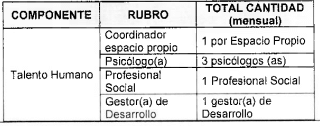 COMPONENTE RUBRO TOTAL CANTIDAD
(mensual)
Coordinador
espacio propio 1 por Espacio Propio
Psicólogo(a) 3 psicólogos (as)
Talento Humano Profesional
Social 1 Profesional Social
Gestor(a) de 1 gestor(a) de
Desarrollo Desarrollo